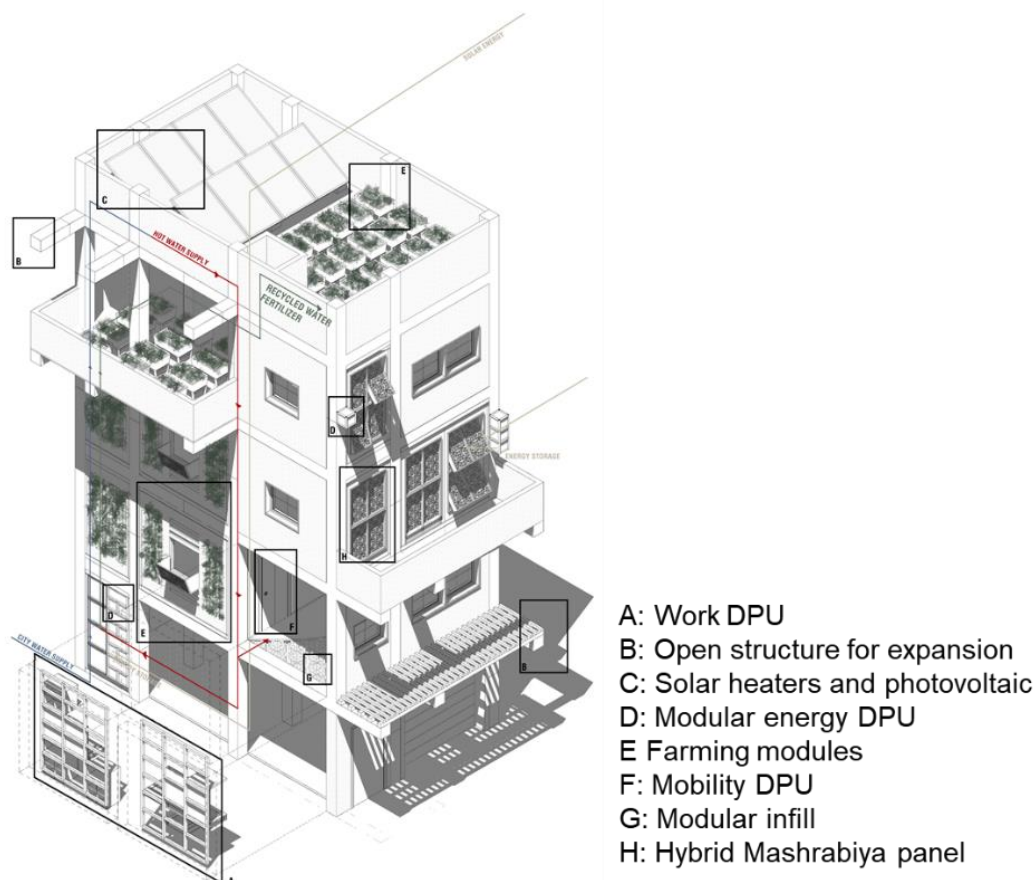 SOLAR ENERGY
E
C
B
HOT WATER SUPPLY
RECYCLED WATER
FERTILIZER
D
ENERGY STORAGE
H
D
E
F
B
G
CITY WATER SUPPLY
A: Work DPU
B: Open structure for expansion
C: Solar heaters and photovoltaic
D: Modular energy DPU
E Farming modules
F: Mobility DPU
G: Modular infill
H: Hybrid Mashrabiya panel